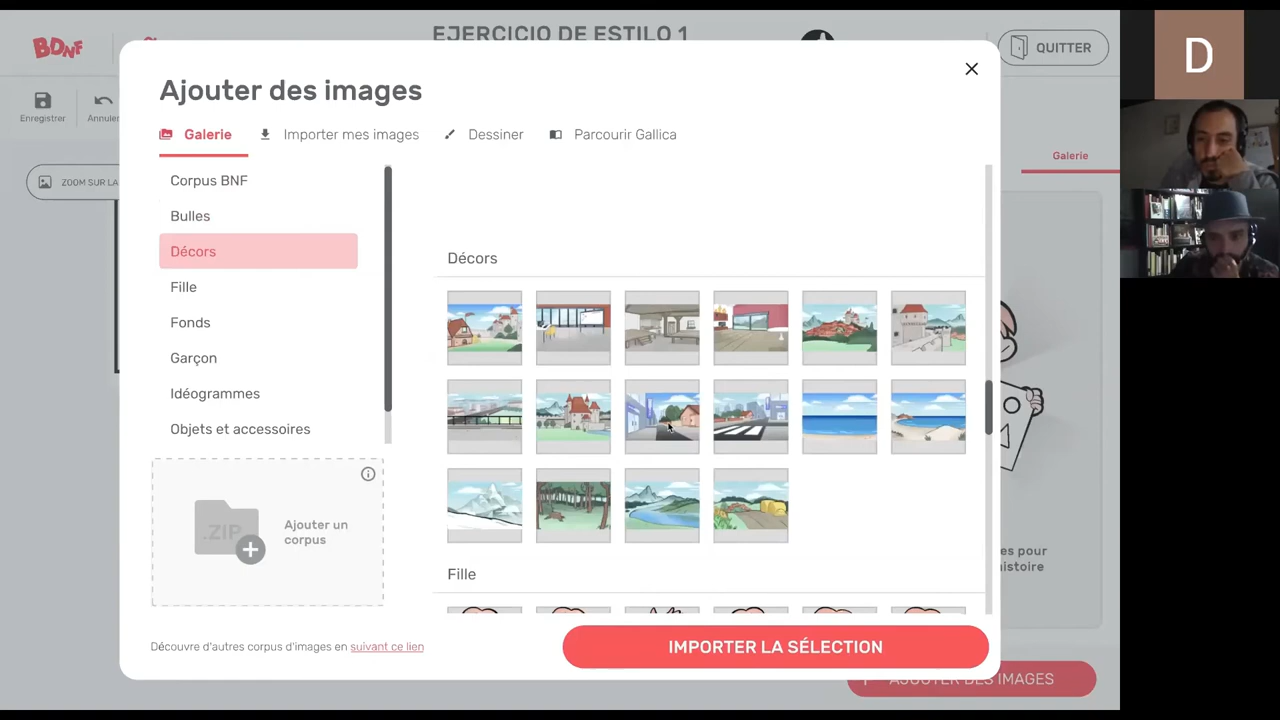 EJERCICIO DE ESTILO 1
BDNF
QUITTER
D
Enregistrer
Annuler
Ajouter des images
Galerie
Importer mes images
Dessiner
Parcourir Gallica
Galerie
ZOOM SUR LA
Corpus BNF
Bulles
Décors
Fille
Fonds
Garçon
Idéogrammes
Objets et accessoires
Décors
Fille
.ZIP
Ajouter un
corpus
es pour
histoire
Découvre d'autres corpus d'images en suivant ce lien
IMPORTER LA SÉLECTION
AJOUTER DES IMAGES